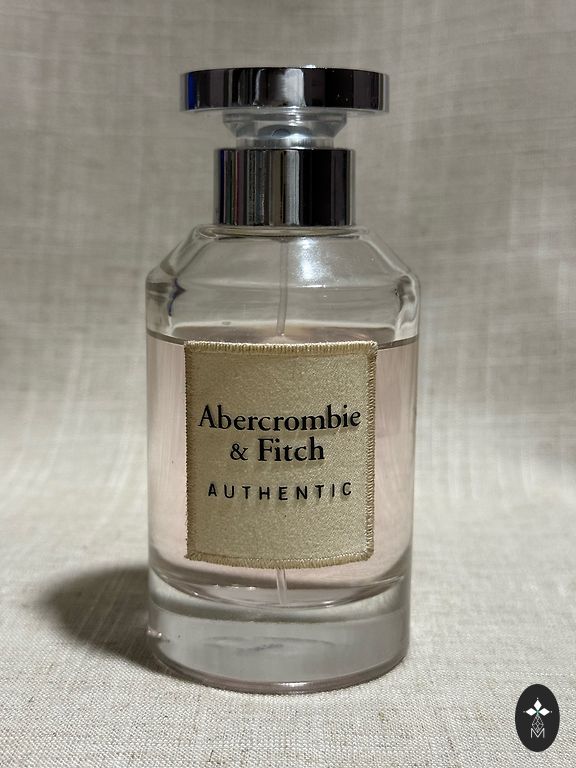 Abercrombie
& Fitch
AUTHENTIC
M